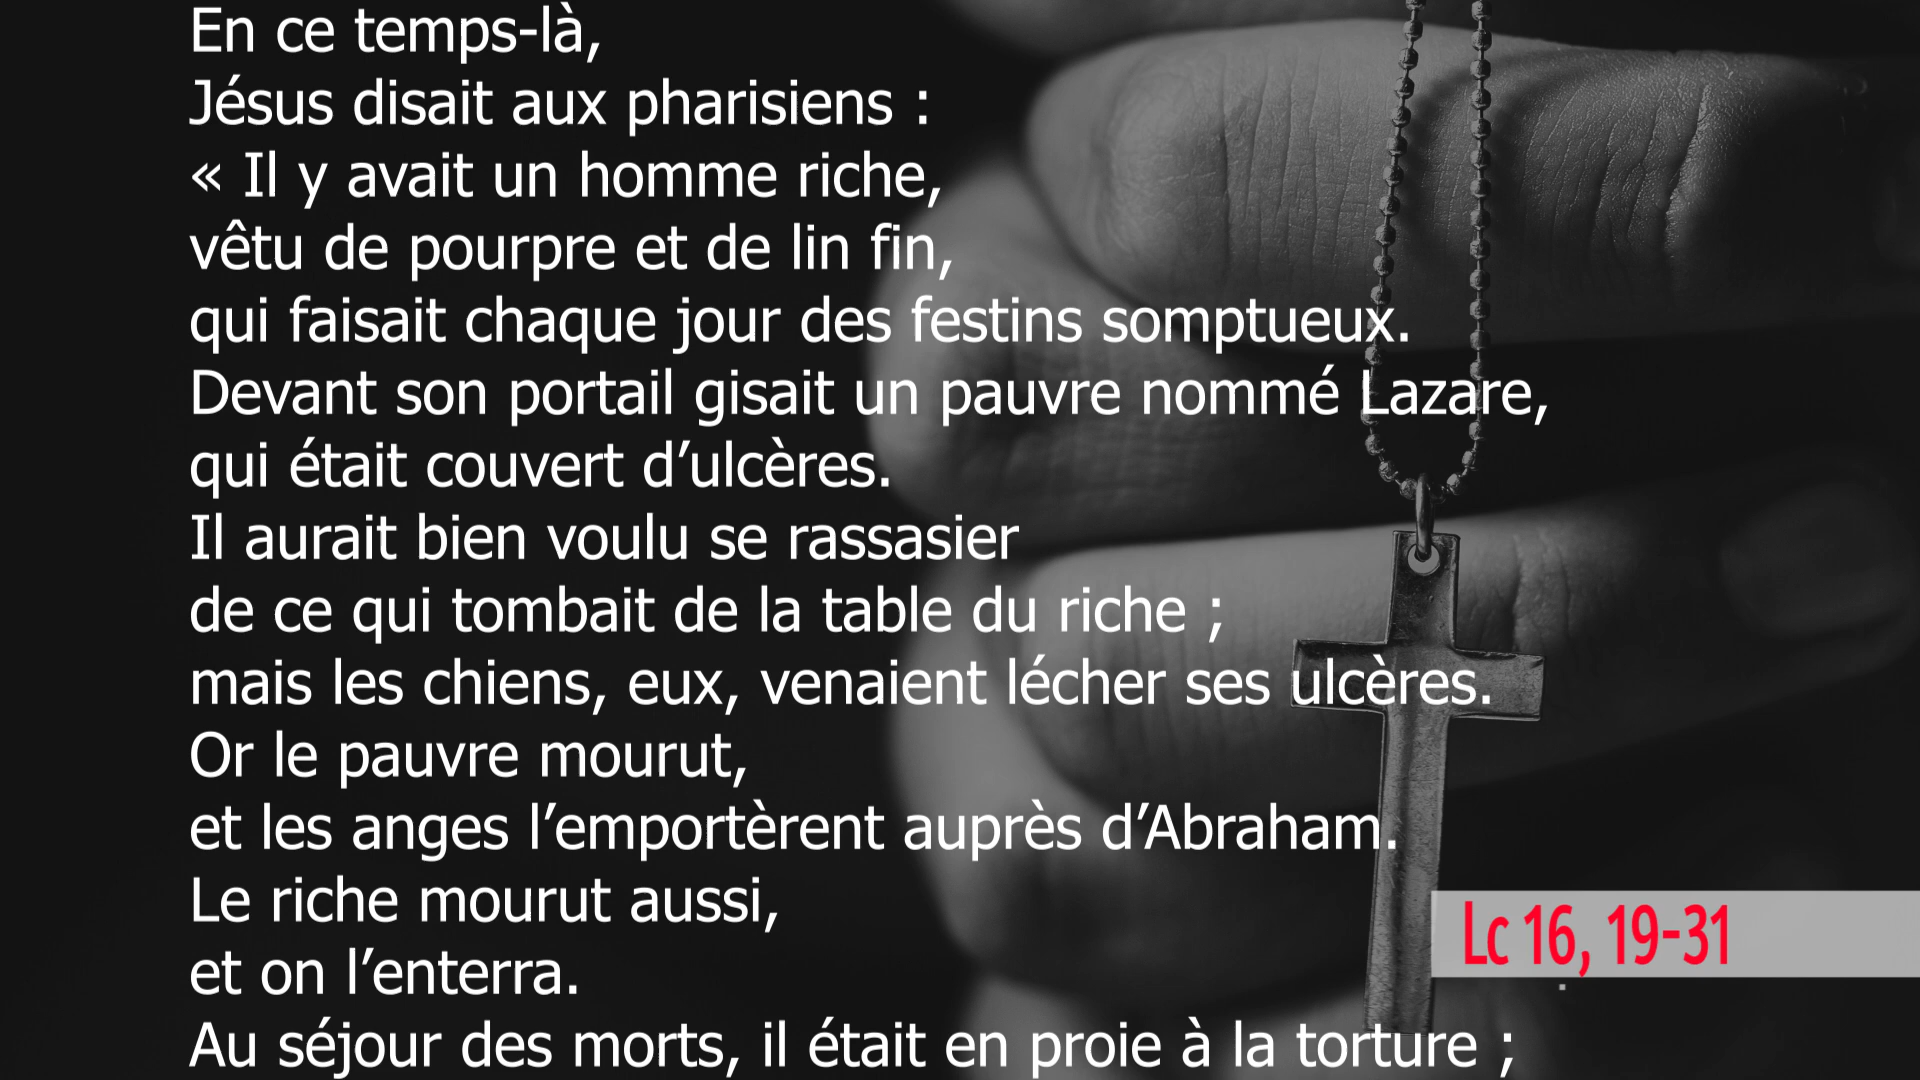 En ce temps-là,
Jésus disait aux pharisiens :
« Il y avait un homme riche,
vêtu de pourpre et de lin fin,
qui faisait chaque jour des festins somptueux.
Devant son portail gisait un pauvre nommé Lazare,
qui était couvert d’ulcères.
Il aurait bien voulu se rassasier
de ce qui tombait de la table du riche ;
mais les chiens, eux, venaient lécher ses ulcères.
Or le pauvre mourut,
et les anges l’emportèrent auprès d’Abraham.
Le riche mourut aussi,
et on l’enterra.
Au séjour des morts, il était en proie à la torture ;
Lc 16, 19-31